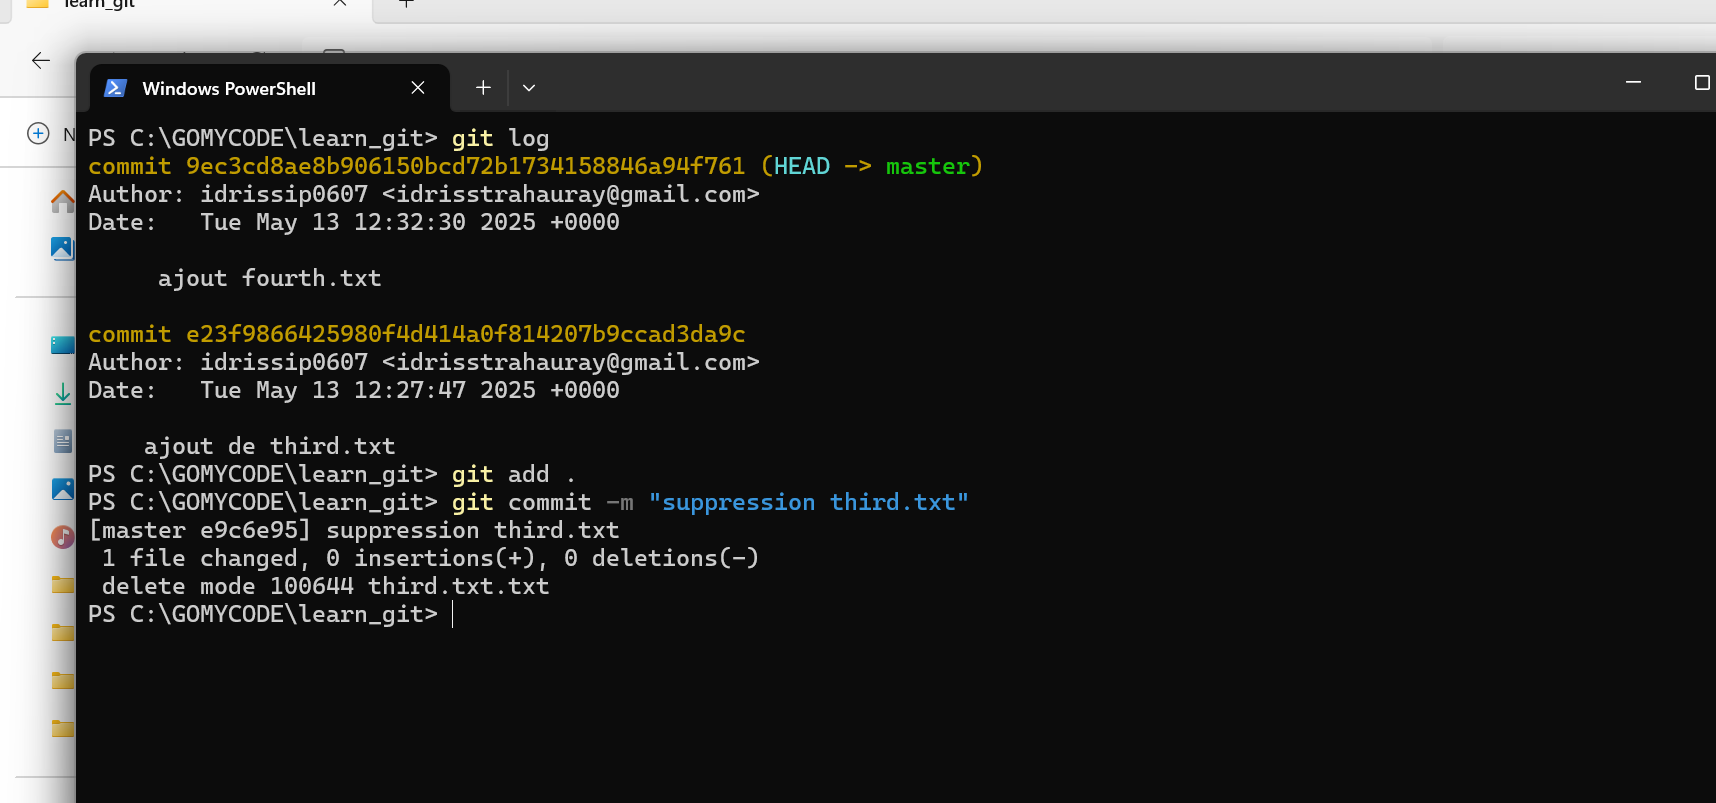 learn_git
N
Windows PowerShell
PS C:\GOMYCODE\learn_git> git log
commit 9ec3cd8ae8b906150bcd72b1734158846a94f761 (HEAD -> master)
Author: idrissip0607 <idrisstrahauray@gmail.com>
Date:   Tue May 13 12:32:30 2025 +0000
ajout fourth.txt
commit e23f9866425980f4d414a0f814207b9ccad3da9c
Author: idrissip0607 <idrisstrahauray@gmail.com>
Date:   Tue May 13 12:27:47 2025 +0000
ajout de third.txt
PS C:\GOMYCODE\learn_git> git add .
PS C:\GOMYCODE\learn_git> git commit -m "suppression third.txt"
[master e9c6e95] suppression third.txt
1 file changed, 0 insertions(+), 0 deletions(-)
delete mode 100644 third.txt.txt
PS C:\GOMYCODE\learn_git>